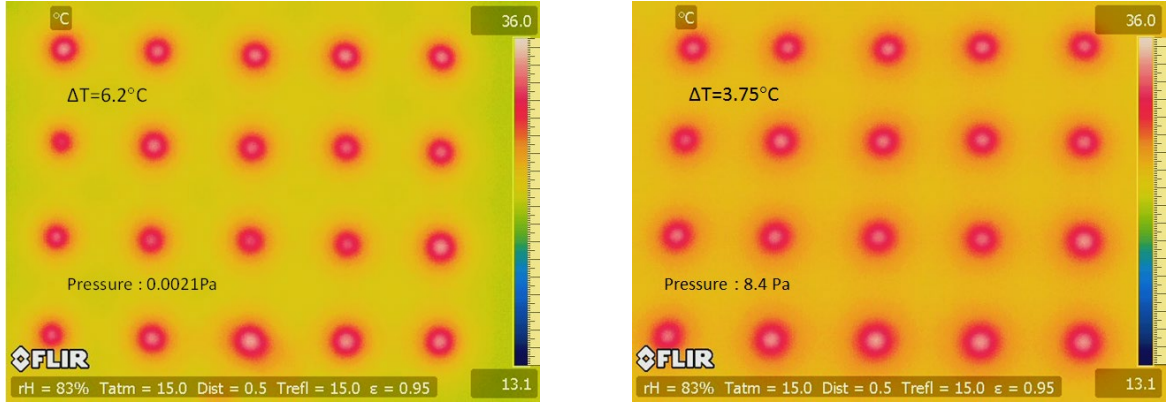 °C
36.0
ΔT=6.2°C
Pressure : 0.0021Pa
FLIR
rH = 83% Tatm = 15.0 Dist = 0.5 Trefl = 15.0 ε = 0.95
13.1
°C
36.0
ΔT=3.75°C
Pressure : 8.4 Pa
FLIR
rH = 83% Tatm = 15.0 Dist = 0.5 Trefl = 15.0 ε = 0.95
13.1